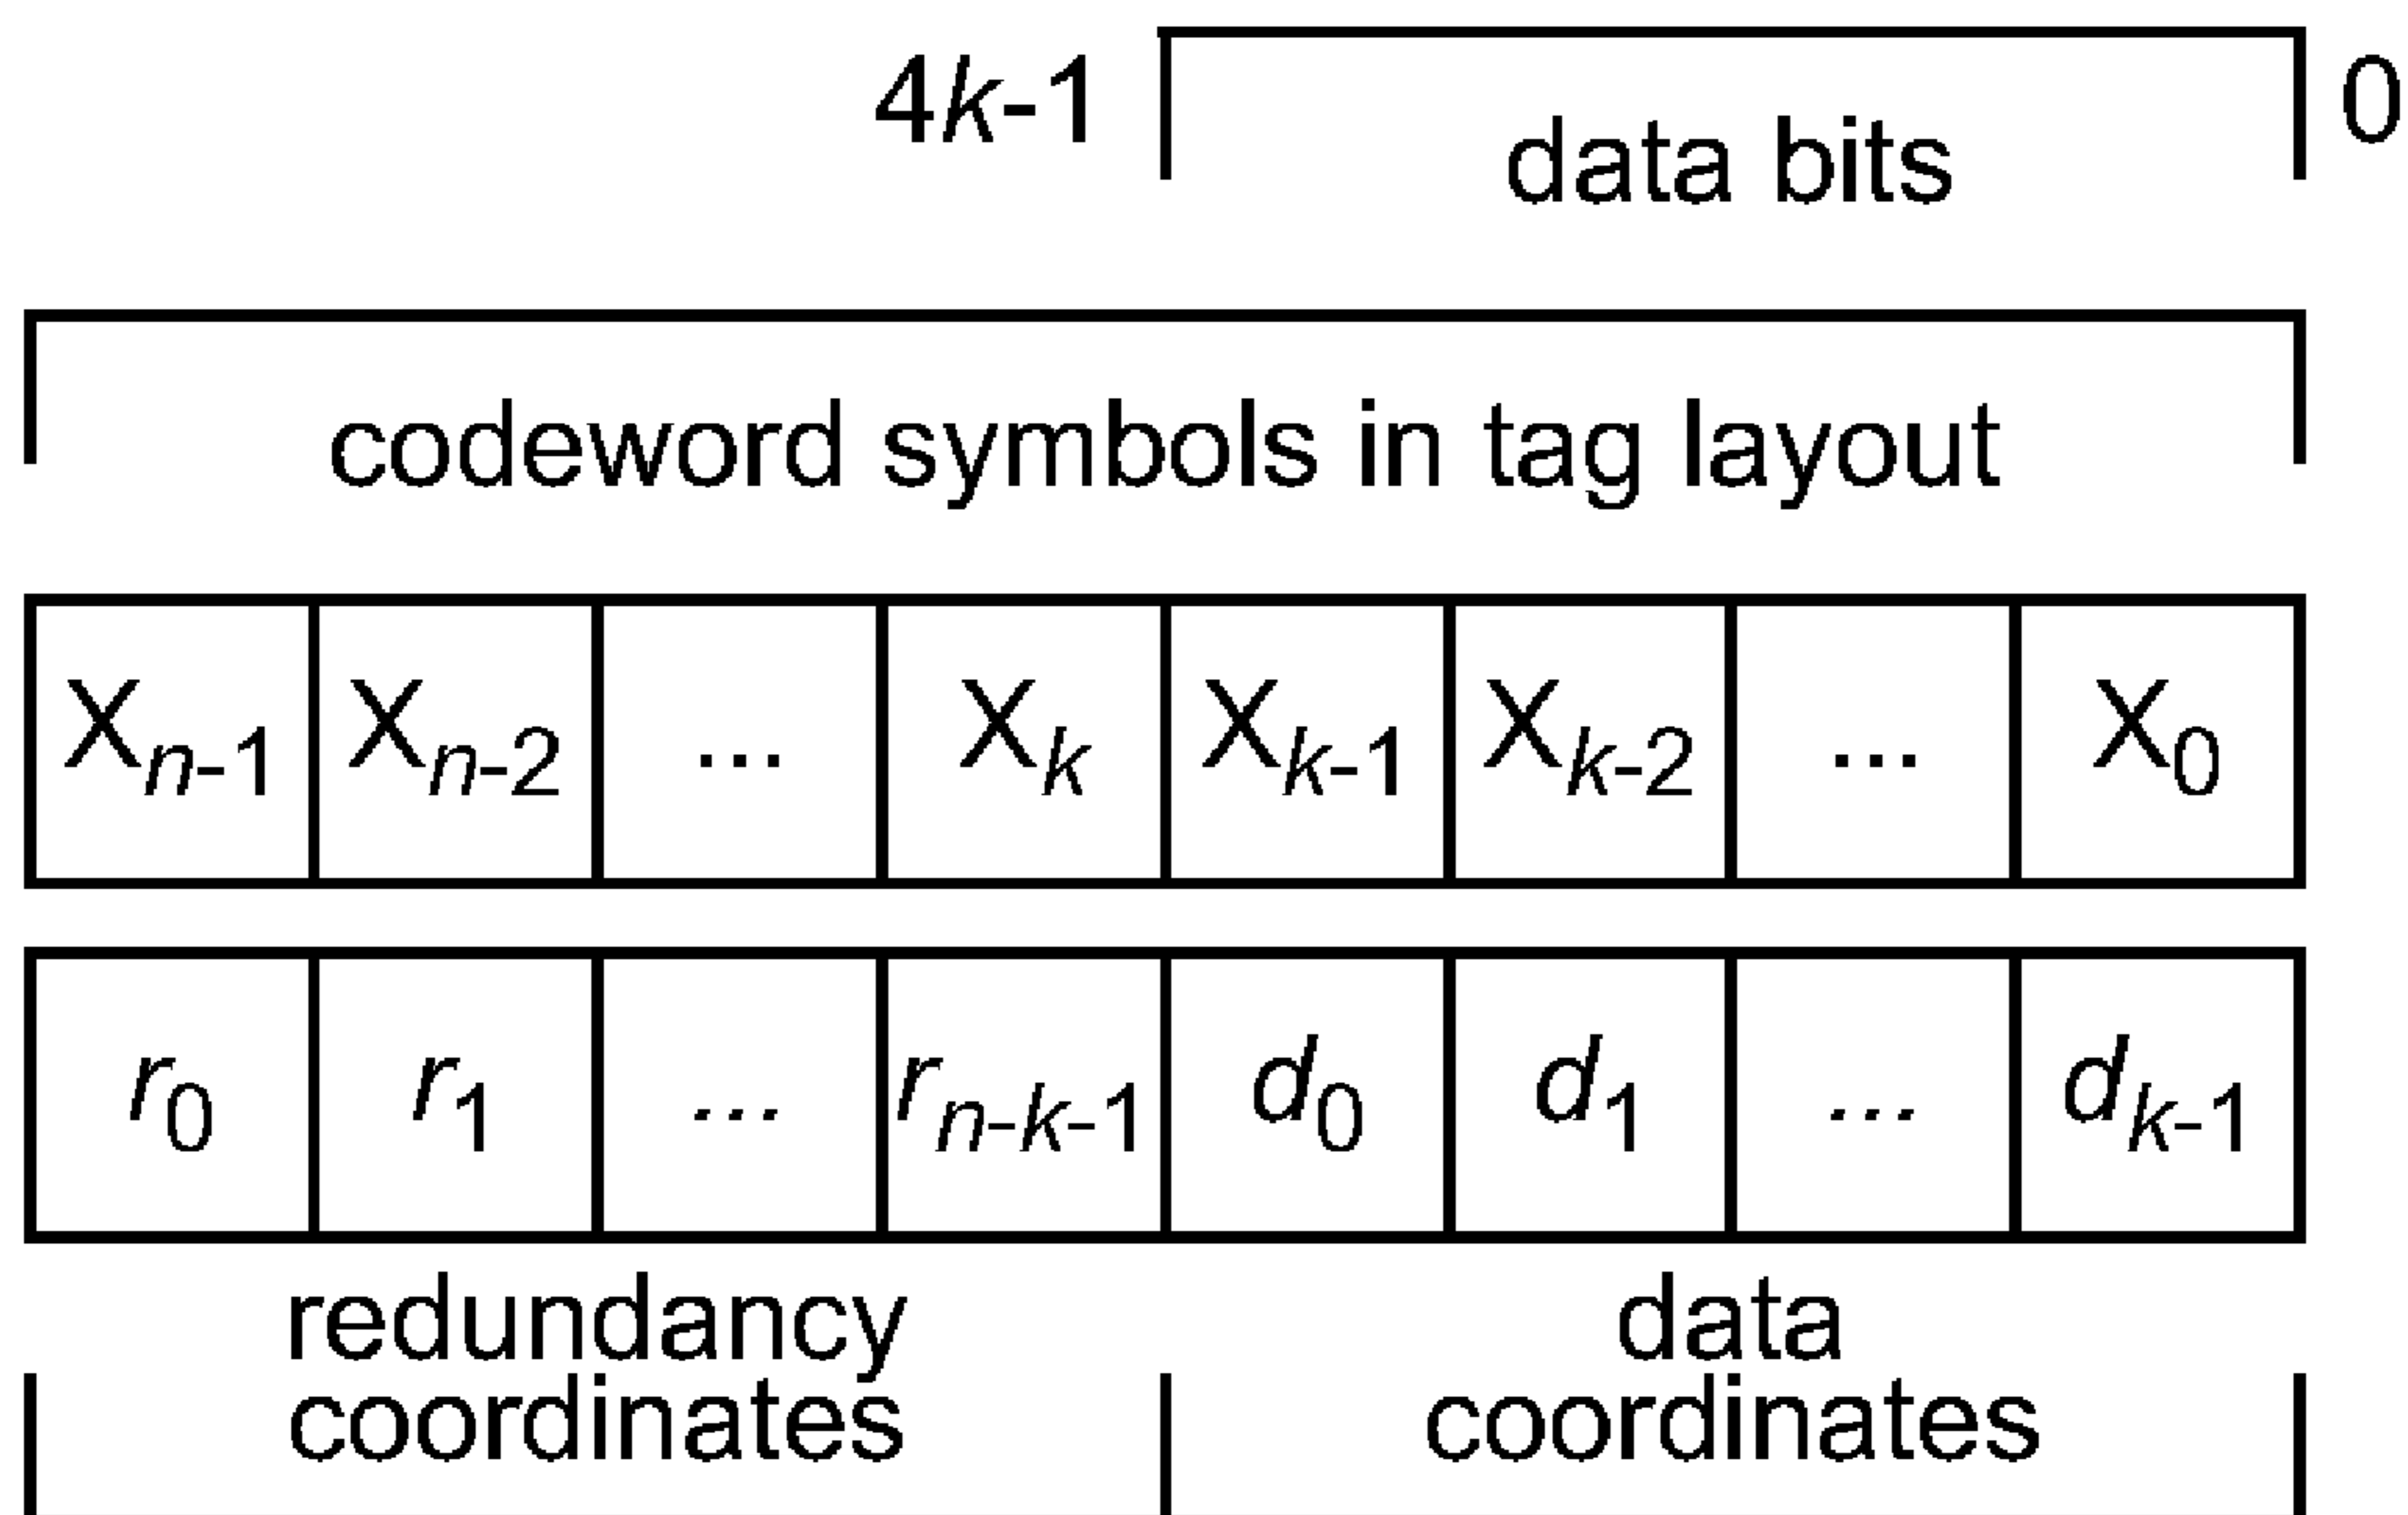 4k-1 data bits 0
codeword symbols in tag layout
Xn-1 Xn-2 ... Xk Xk-1 Xk-2 ... X0
r0 r1 ... rn-k-1 d0 d1 ... dk-1
redundancy data
coordinates coordinates